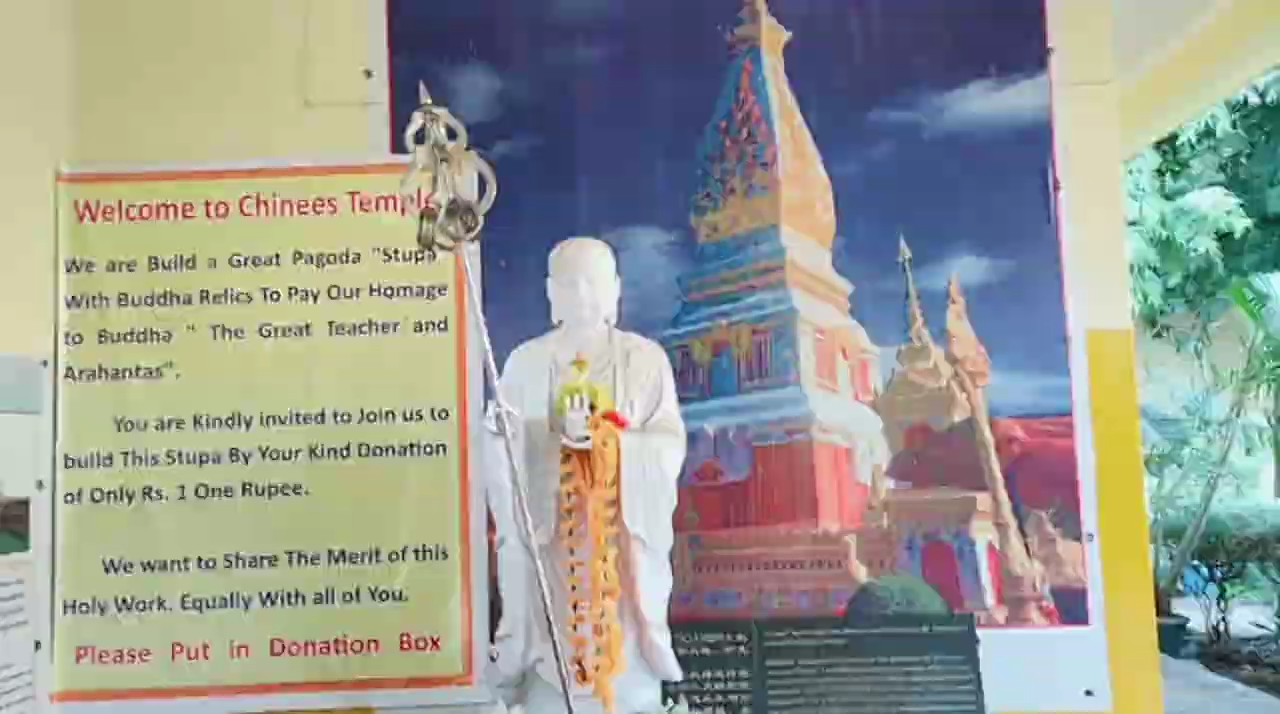 Welcome to Chinees Temple
We are Build a Great Pagoda "Stupa"
With Buddha Relics To Pay Our Homage
to Buddha " The Great Teacher and
Arahantas".
You are Kindly invited to Join us to
build This Stupa By Your Kind Donation
of Only Rs. 1 One Rupee.
We want to Share The Merit of this
Holy Work. Equally With all of You.
Please Put in Donation Box